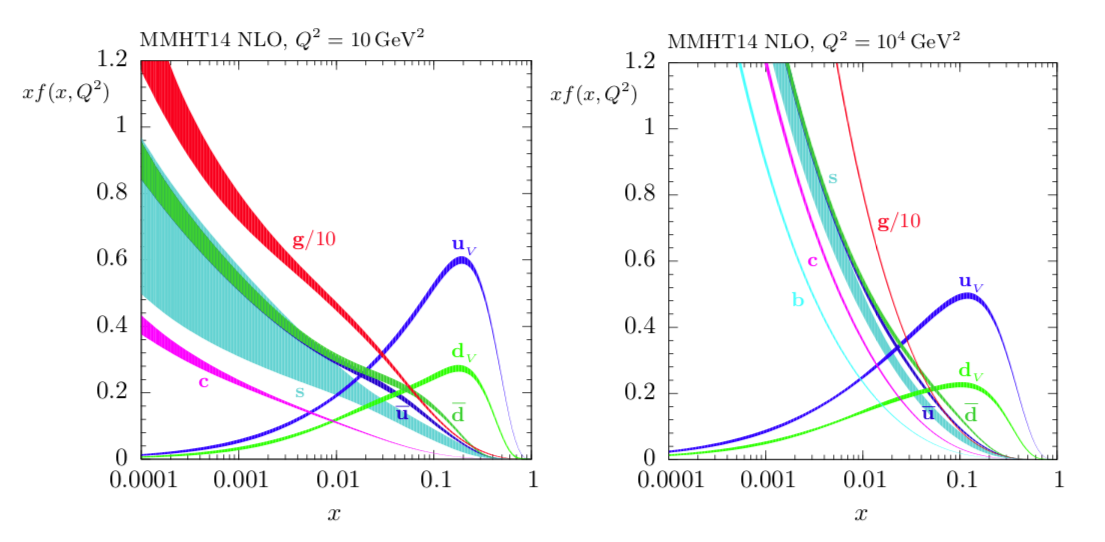 MMHT14 NLO, Q² = 10 GeV²
xf(x, Q²)
1.2
1
0.8
0.6
0.4
0.2
0
g/10
u_V
d_V
c
s
u̅
d̅
0.0001 0.001 0.01 0.1 1
x
MMHT14 NLO, Q² = 10⁴ GeV²
xf(x, Q²)
1.2
1
0.8
0.6
0.4
0.2
0
s
g/10
c
b
u_V
d_V
u̅
d̅
0.0001 0.001 0.01 0.1 1
x